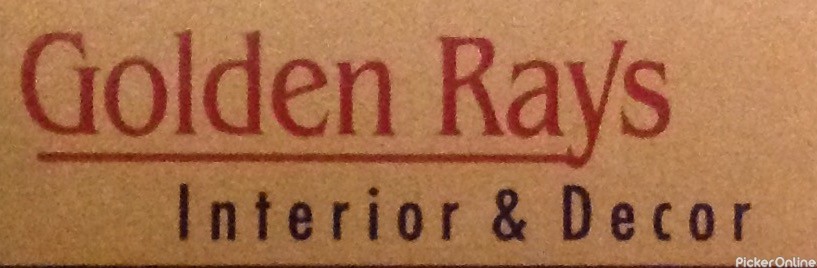 Golden Rays
Interior & Decor
PickerOnline